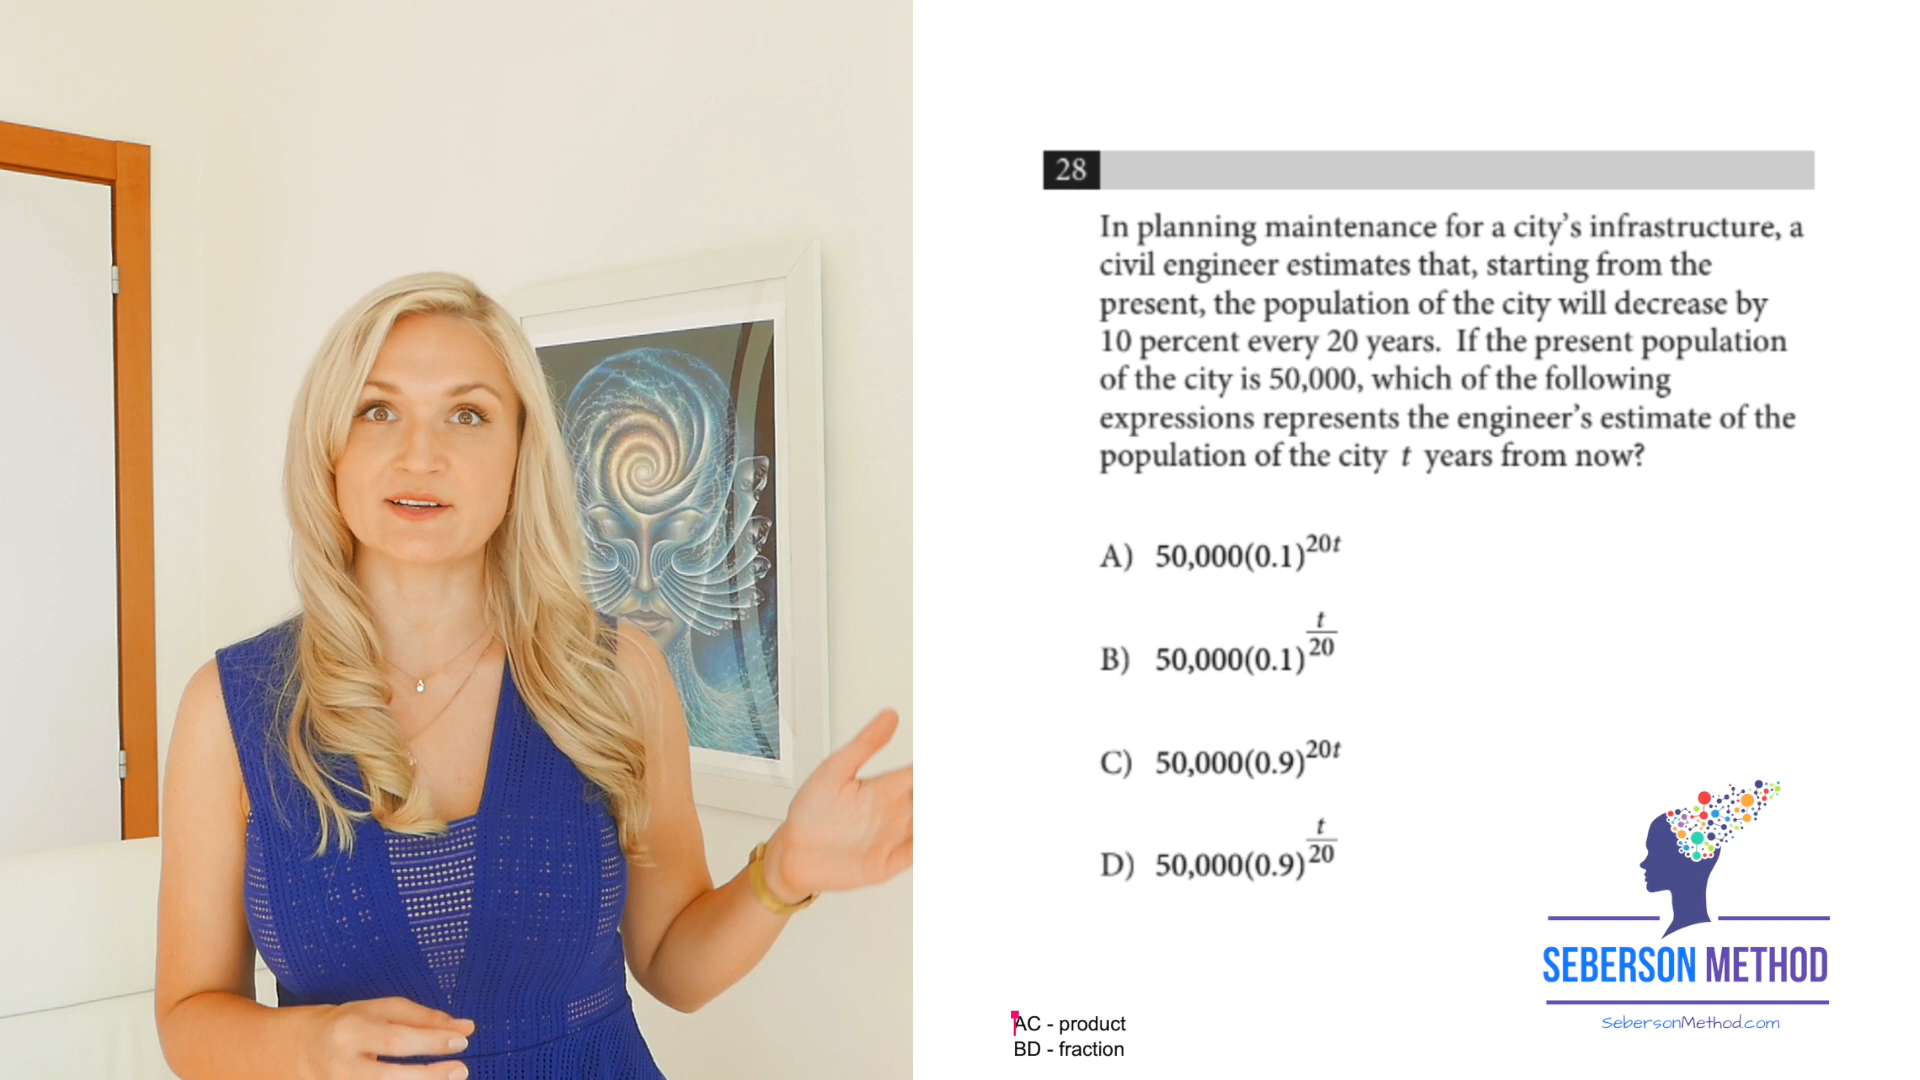 28
In planning maintenance for a city's infrastructure, a
civil engineer estimates that, starting from the
present, the population of the city will decrease by
10 percent every 20 years. If the present population
of the city is 50,000, which of the following
expressions represents the engineer's estimate of the
population of the city t years from now?
A) 50,000(0.1)^{20t}
B) 50,000(0.1)^{\frac{t}{20}}
C) 50,000(0.9)^{20t}
D) 50,000(0.9)^{\frac{t}{20}}
SEBERSON METHOD
SebersonMethod.com
AC - product
BD - fraction